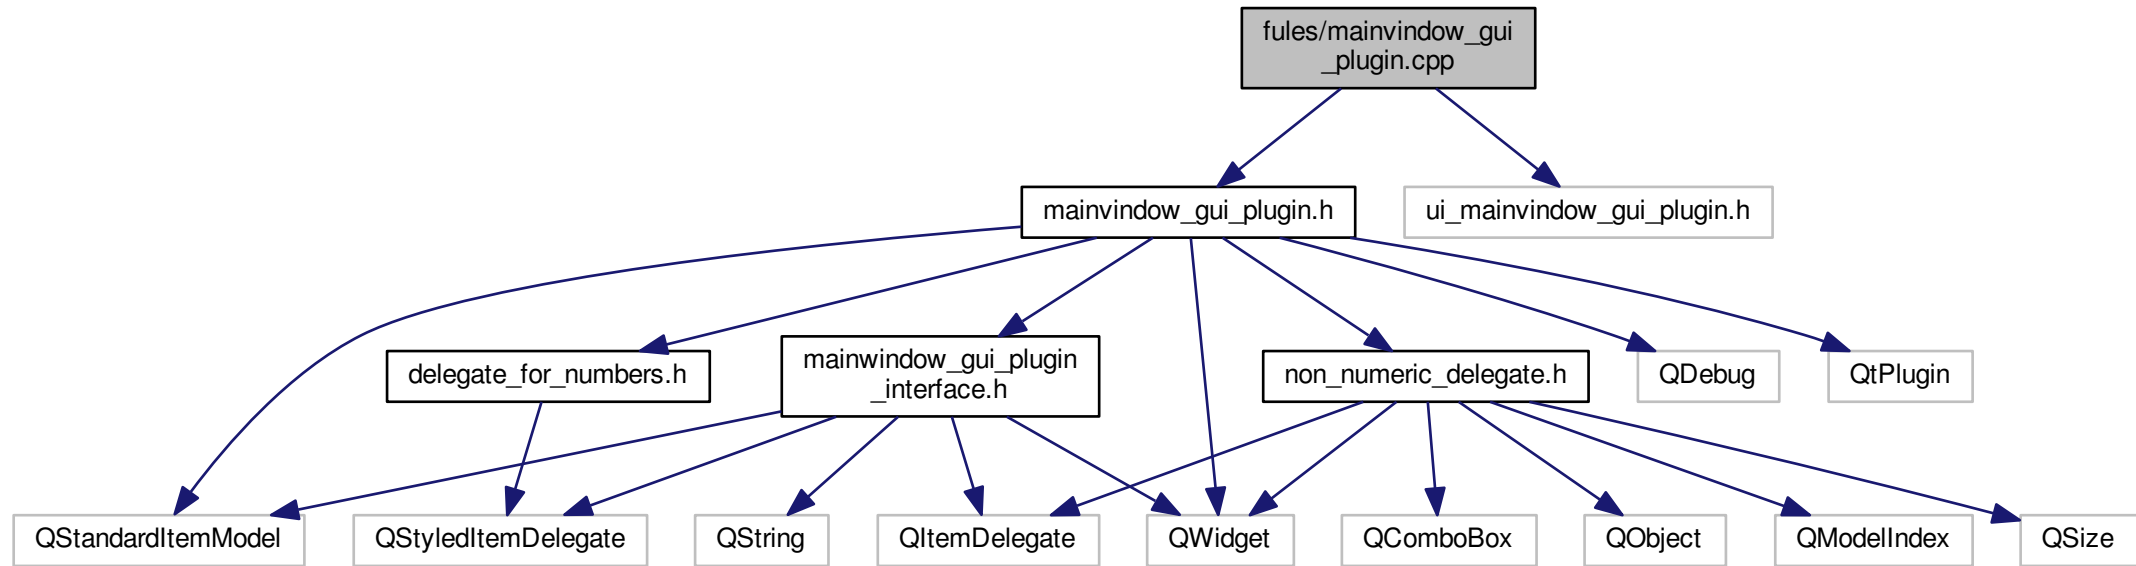 fules/mainvindow_gui
_plugin.cpp
mainvindow_gui_plugin.h
ui_mainvindow_gui_plugin.h
delegate_for_numbers.h
mainwindow_gui_plugin
_interface.h
non_numeric_delegate.h
QDebug
QtPlugin
QStandardItemModel
QStyledItemDelegate
QString
QItemDelegate
QWidget
QComboBox
QObject
QModelIndex
QSize